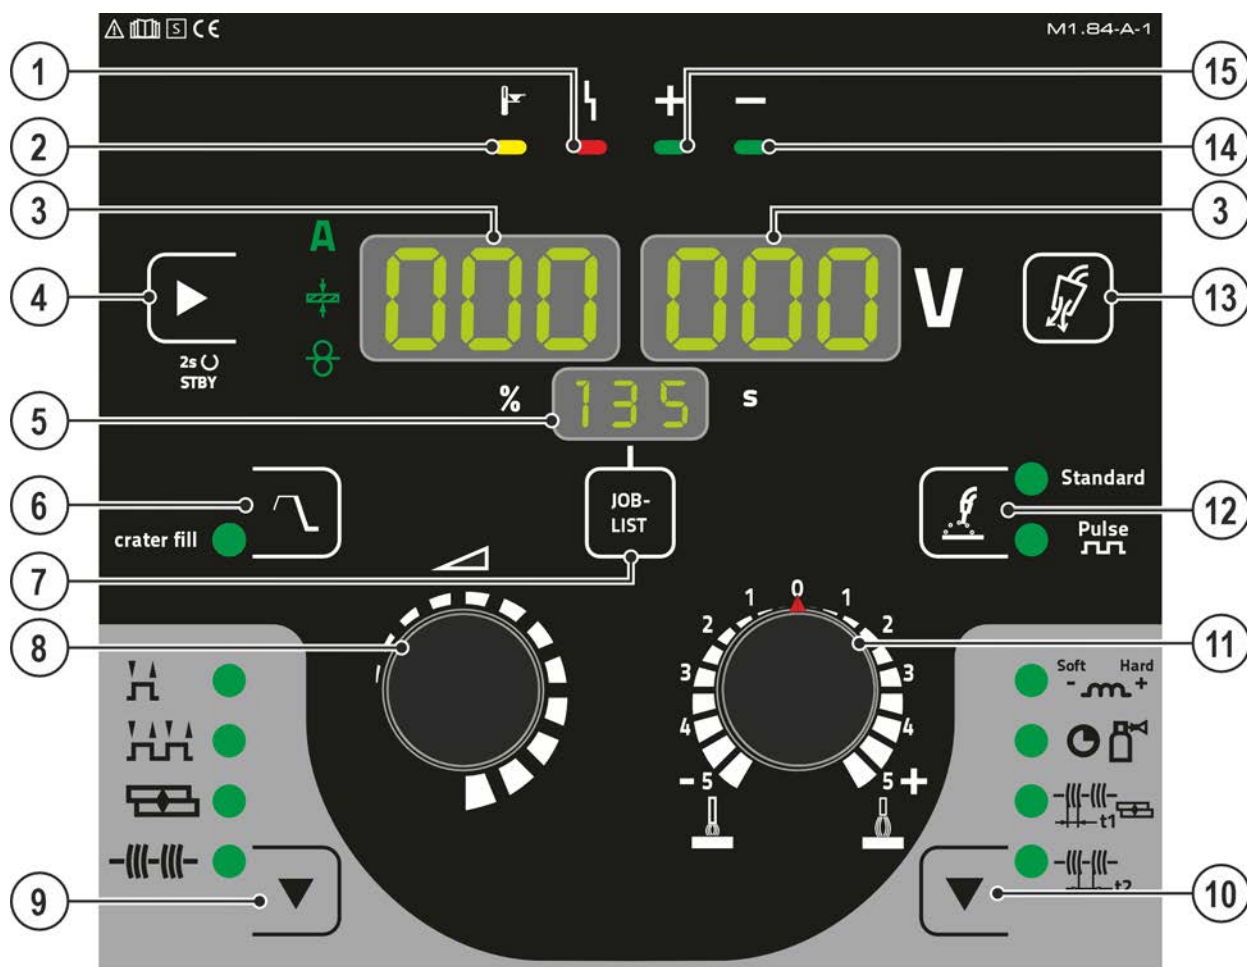 S CE
M1.84-A-1
1
15
+ -
2
14
3
3
A
000 000 V
4
13
2s
STBY
% 135 s
5
6
JOB-
LIST
Standard
12
crater fill
Pulse
7
0
1 1
2 2
8
11
3 3
Soft Hard
- +
4 4
- 5 5 +
t1
t2
9
10